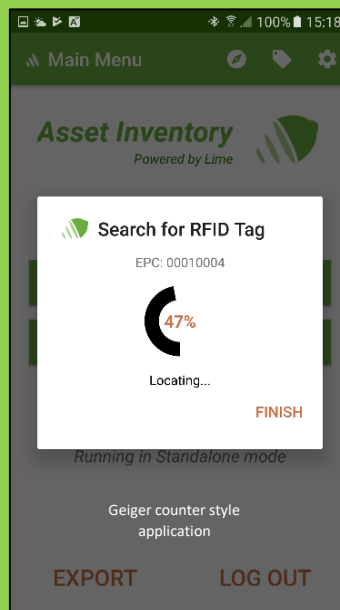 100% 15:18
Main Menu
Asset Inventory
Powered by Lime
Search for RFID Tag
EPC: 00010004
47%
Locating...
FINISH
Running in Standalone mode
Geiger counter style
application
EXPORT LOG OUT